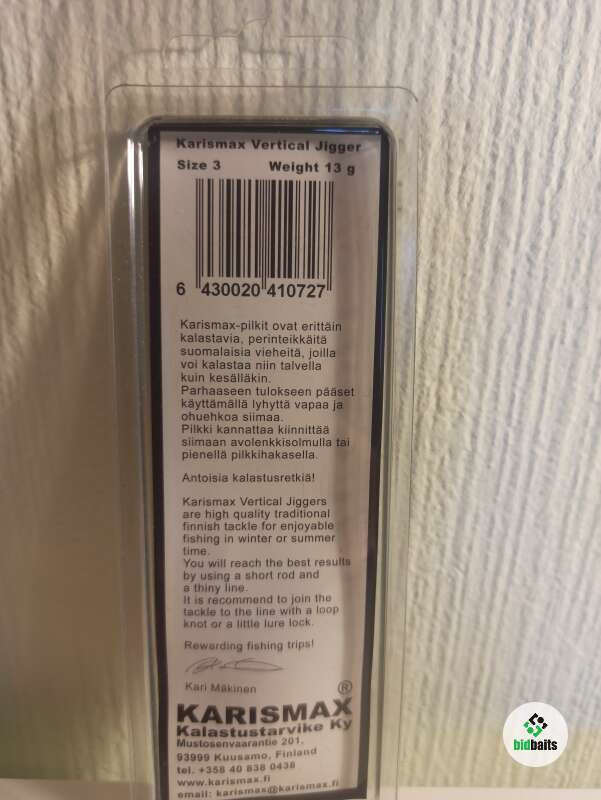 Karismax Vertical Jigger
Size 3 Weight 13 g
6 430020 410727
Karismax-pilkit ovat erittäin
kalastavia, perinteikkäitä
suomalaisia vieheitä, joilla
voi kalastaa niin talvella
kuin kesälläkin.
Parhaaseen tulokseen pääset
käyttämällä lyhyttä vapaa ja
ohuehkoa siimaa.
Pilkki kannattaa kiinnittää
siimaan avolenkkisolmulla tai
pienellä pilkkihakasella.
Antoisia kalastusretkiä!
Karismax Vertical Jiggers
are high quality traditional
finnish tackle for enjoyable
fishing in winter or summer
time.
You will reach the best results
by using a short rod and
a thiny line.
It is recommend to join the
tackle to the line with a loop
knot or a little lure lock.
Rewarding fishing trips!
Kari Mäkinen
KARISMAX®
Kalastustarvike Ky
Mustosenvaarantie 201,
93999 Kuusamo, Finland
tel. +358 40 838 0438
www.karismax.fi
email: karismax@karismax.fi
bidbaits